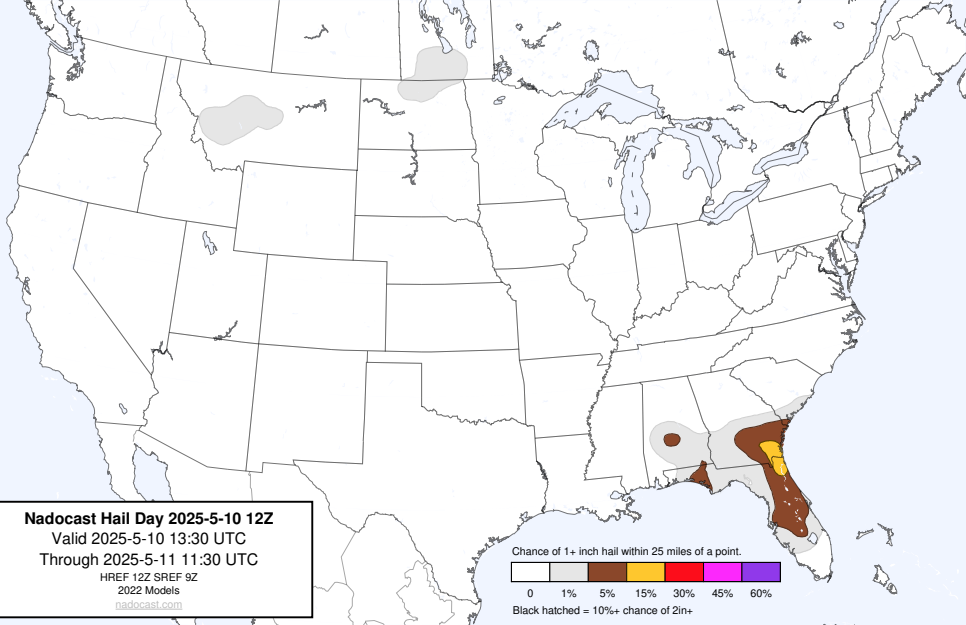 Nadocast Hail Day 2025-5-10 12Z
Valid 2025-5-10 13:30 UTC
Through 2025-5-11 11:30 UTC
HREF 12Z SREF 9Z
2022 Models
nadocast.com
Chance of 1+ inch hail within 25 miles of a point.
0 1% 5% 15% 30% 45% 60%
Black hatched = 10%+ chance of 2in+